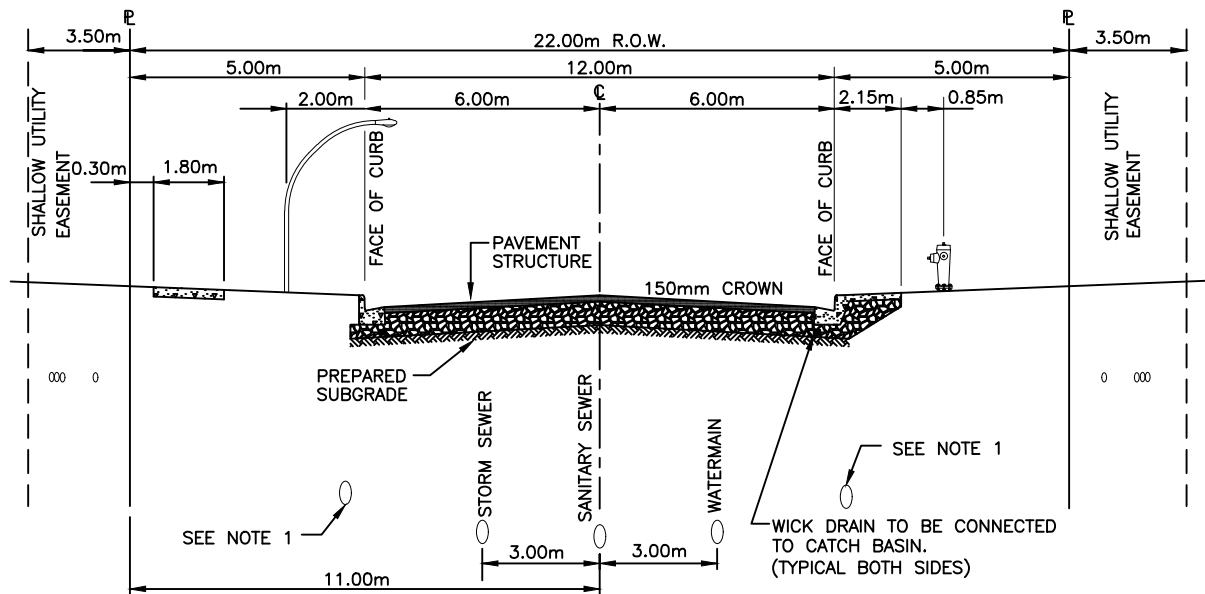 ℄
℄
3.50m
22.00m R.O.W.
3.50m
5.00m
12.00m
5.00m
2.00m
6.00m
℄
6.00m
2.15m
0.85m
SHALLOW UTILITY
EASEMENT
0.30m
1.80m
FACE OF CURB
FACE OF CURB
SHALLOW UTILITY
EASEMENT
PAVEMENT
STRUCTURE
150mm CROWN
PREPARED
SUBGRADE
STORM SEWER
SANITARY SEWER
WATERMAIN
SEE NOTE 1
SEE NOTE 1
WICK DRAIN TO BE CONNECTED
TO CATCH BASIN.
(TYPICAL BOTH SIDES)
3.00m
3.00m
11.00m